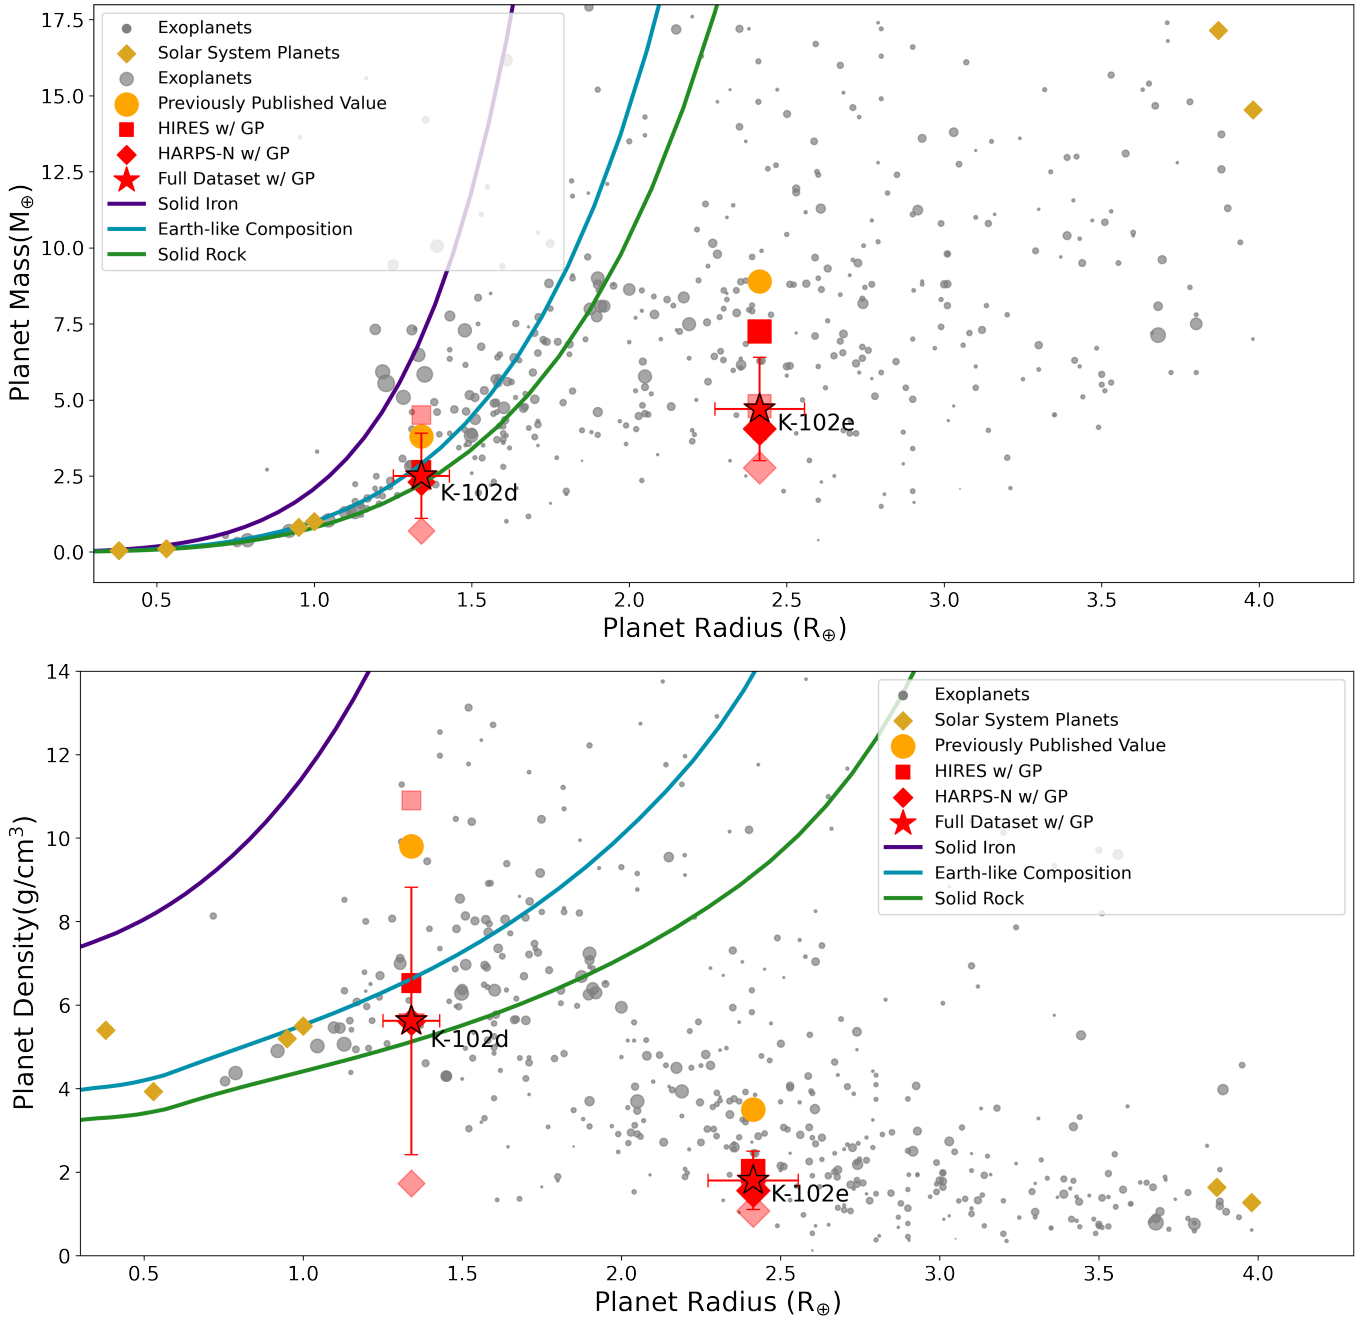 17.5
15.0
12.5
10.0
7.5
5.0
2.5
0.0
Planet Mass(M⊕)
Exoplanets
Solar System Planets
Exoplanets
Previously Published Value
HIRES w/ GP
HARPS-N w/ GP
Full Dataset w/ GP
Solid Iron
Earth-like Composition
Solid Rock
K-102e
K-102d
0.5 1.0 1.5 2.0 2.5 3.0 3.5 4.0
Planet Radius (R⊕)
14
12
10
8
6
4
2
0
Planet Density(g/cm³)
Exoplanets
Solar System Planets
Previously Published Value
HIRES w/ GP
HARPS-N w/ GP
Full Dataset w/ GP
Solid Iron
Earth-like Composition
Solid Rock
K-102d
K-102e
0.5 1.0 1.5 2.0 2.5 3.0 3.5 4.0
Planet Radius (R⊕)